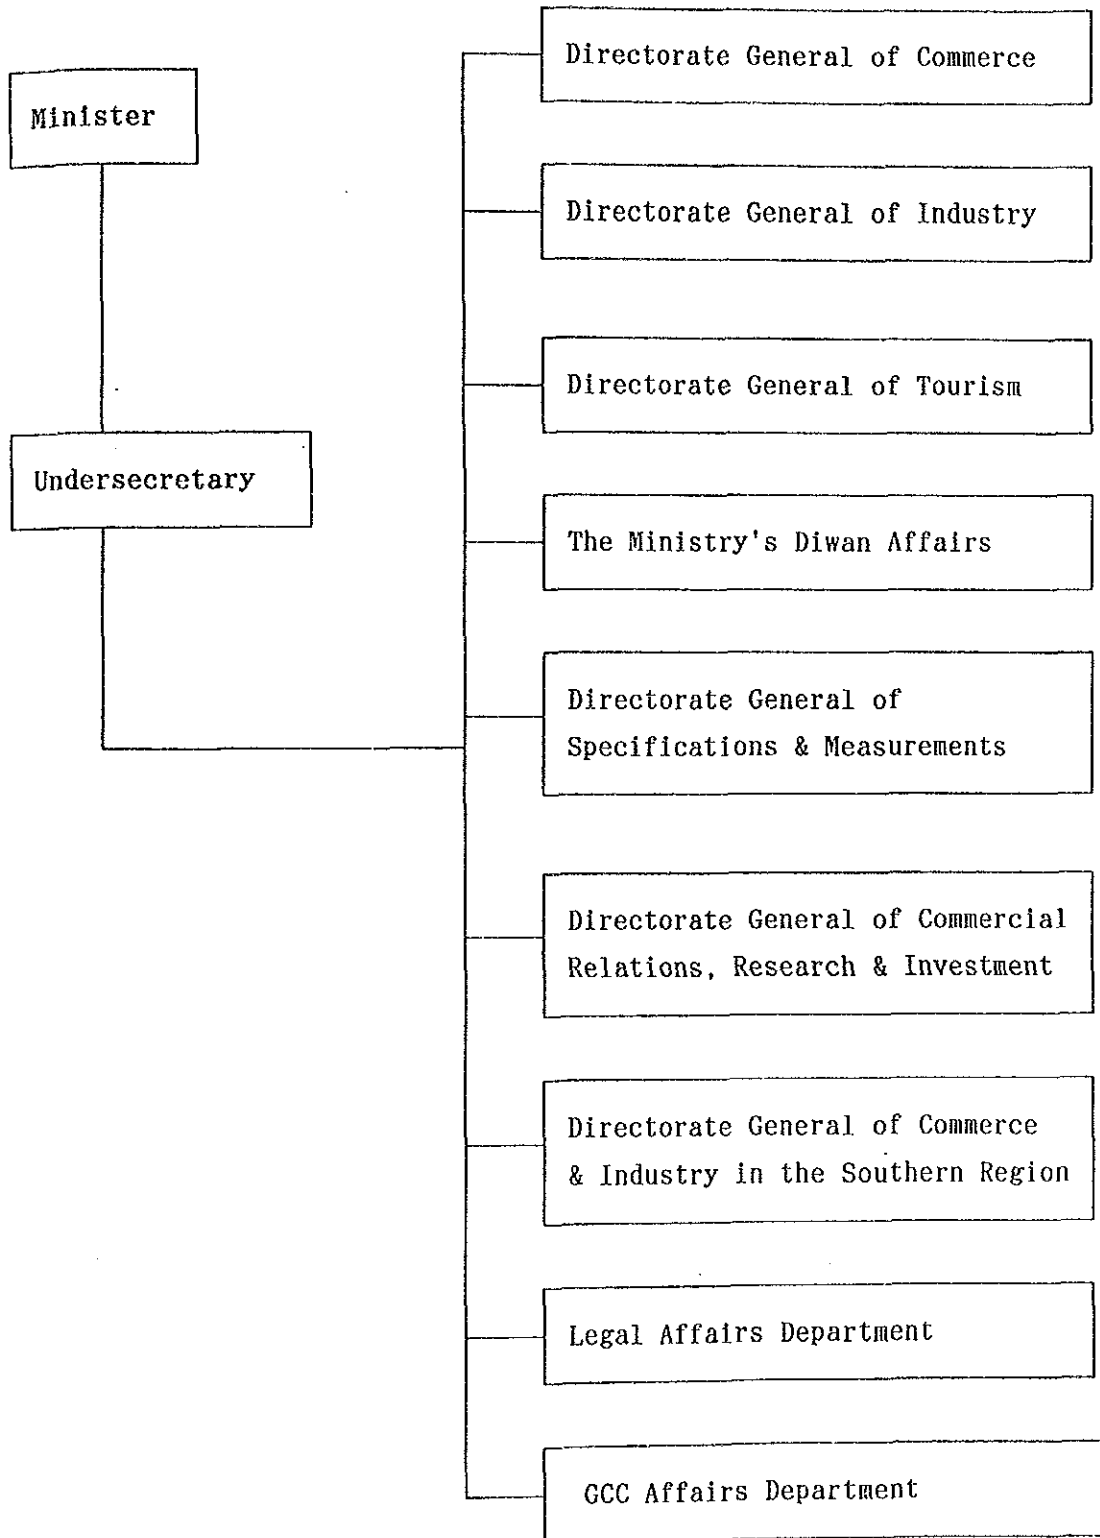 Minister
Undersecretary
Directorate General of Commerce
Directorate General of Industry
Directorate General of Tourism
The Ministry's Diwan Affairs
Directorate General of
Specifications & Measurements
Directorate General of Commercial
Relations, Research & Investment
Directorate General of Commerce
& Industry in the Southern Region
Legal Affairs Department
GCC Affairs Department